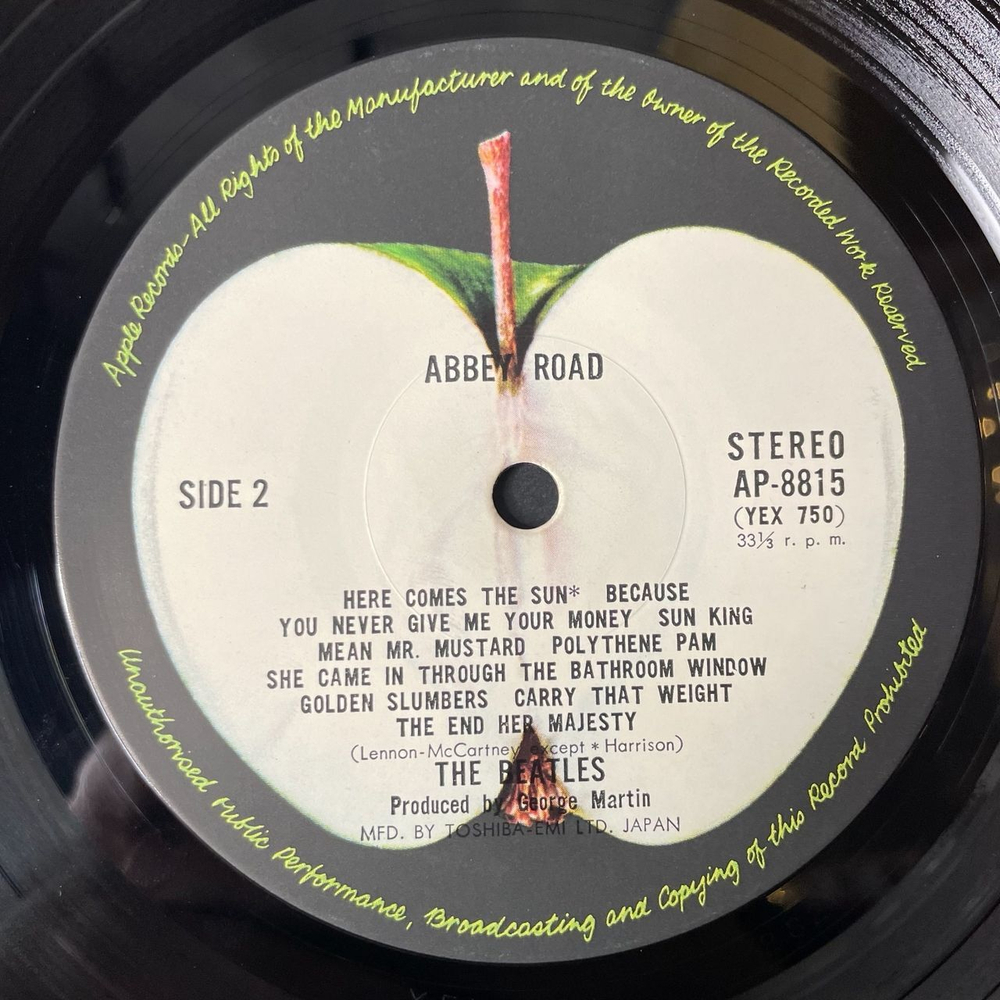 Apple Records-All Rights of the Manufacturer and of the Owner of the Recorded Work Reserved
ABBEY ROAD
SIDE 2
STEREO
AP-8815
(YEX 750)
33⅓ r. p. m.
HERE COMES THE SUN* BECAUSE
YOU NEVER GIVE ME YOUR MONEY SUN KING
MEAN MR. MUSTARD POLYTHENE PAM
SHE CAME IN THROUGH THE BATHROOM WINDOW
GOLDEN SLUMBERS CARRY THAT WEIGHT
THE END HER MAJESTY
(Lennon-McCartney except * Harrison)
THE BEATLES
Produced by George Martin
MFD. BY TOSHIBA-EMI LTD. JAPAN
Unauthorised Public Performance, Broadcasting and Copying of this Record Prohibited